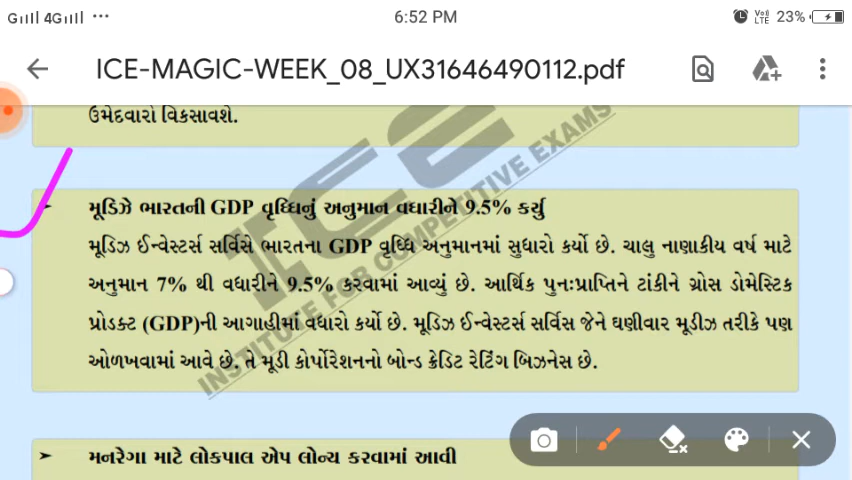 6:52 PM
4G
Vo) LTE 23%
ICE-MAGIC-WEEK_08_UX31646490112.pdf
ઉમેદવારો વિકસાવશે.
મૂડિઝે ભારતની GDP વૃધ્ધિનું અનુમાન વધારીને 9.5% કર્યુ
મૂડિઝ ઈન્વેસ્ટર્સ સર્વિસે ભારતના GDP વૃધ્ધિ અનુમાનમાં સુધારો કર્યો છે. ચાલુ નાણાકીય વર્ષ માટે
અનુમાન 7% થી વધારીને 9.5% કરવામાં આવ્યું છે. આર્થિક પુનઃપ્રાપ્તિને ટાંકીને ગ્રોસ ડોમેસ્ટિક
પ્રોડક્ટ (GDP)ની આગાહીમાં વધારો કર્યો છે. મૂડિઝ ઈન્વેસ્ટર્સ સર્વિસ જેને ઘણીવાર મૂડીઝ તરીકે પણ
ઓળખવામાં આવે છે. તે મૂડી કોર્પોરેશનનો બોન્ડ ક્રેડિટ રેટિંગ બિઝનેસ છે.
ICE
INSTITUTE FOR COMPETITIVE EXAMS
મનરેગા માટે લોકપાલ એપ લોન્ચ કરવામાં આવી